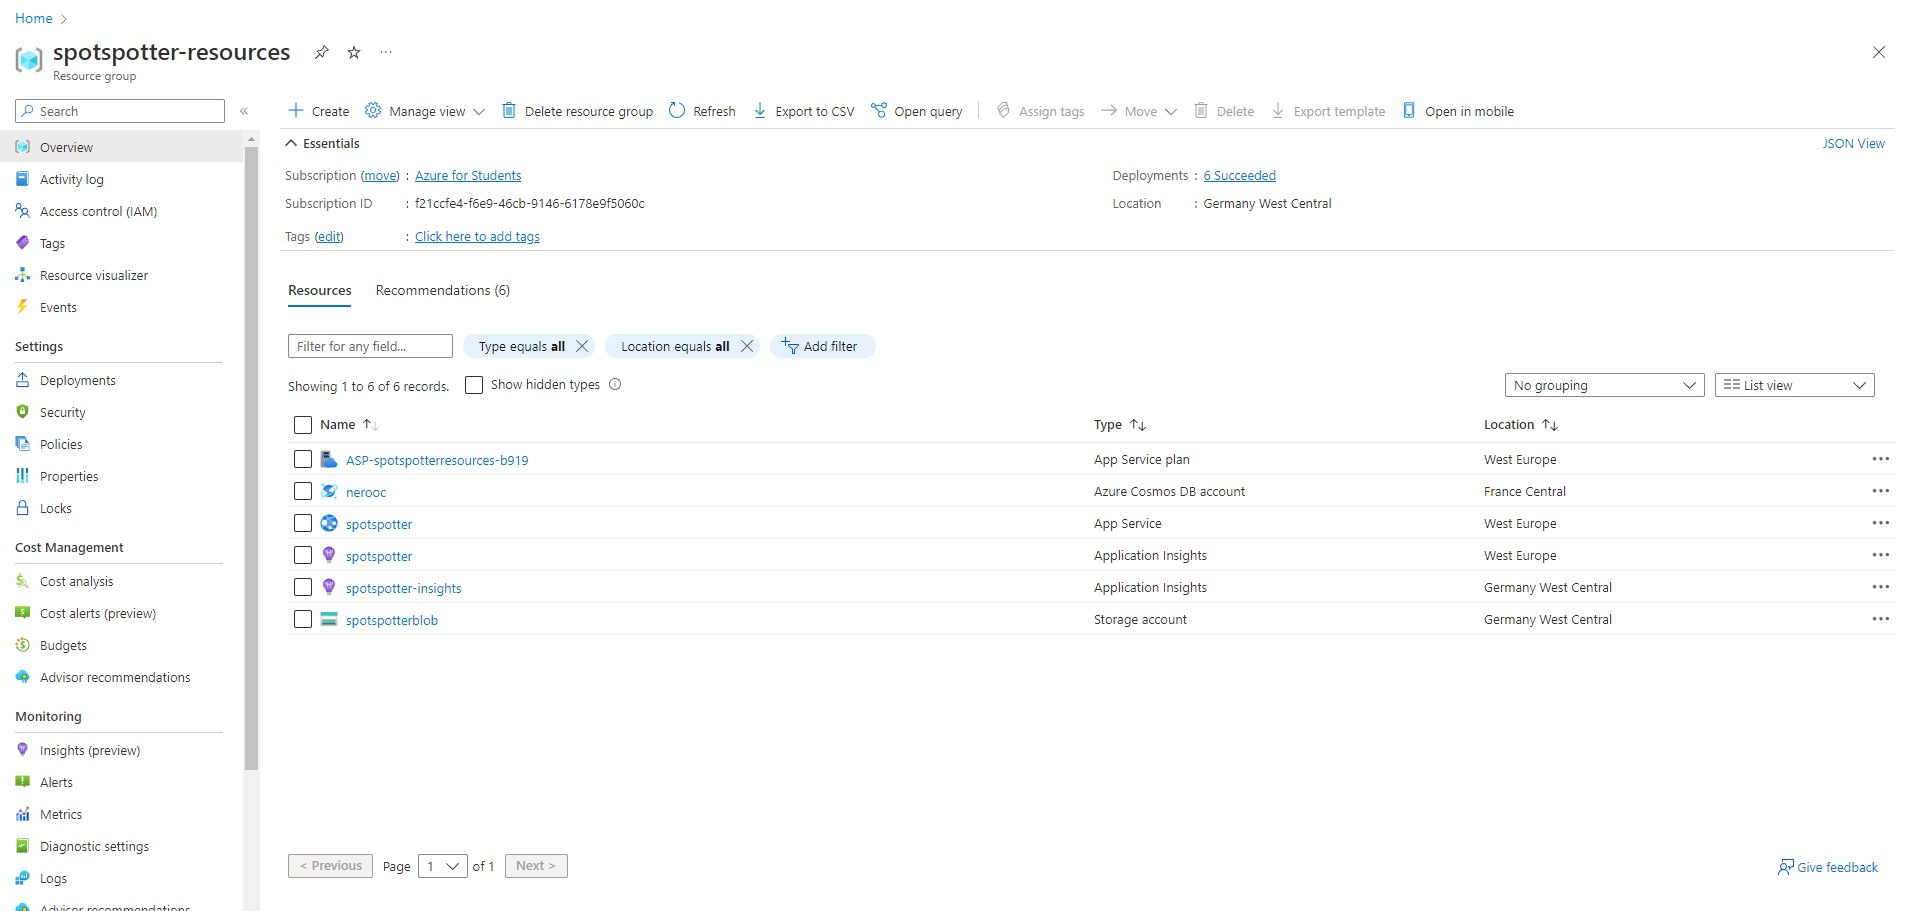 Home
spotspotter-resources
Resource group
Search
Overview
Activity log
Access control (IAM)
Tags
Resource visualizer
Events
Settings
Deployments
Security
Policies
Properties
Locks
Cost Management
Cost analysis
Cost alerts (preview)
Budgets
Advisor recommendations
Monitoring
Insights (preview)
Alerts
Metrics
Diagnostic settings
Logs
Advisor recommendations
Create Manage view Delete resource group Refresh Export to CSV Open query Assign tags Move Delete Export template Open in mobile
Essentials JSON View
Subscription (move) : Azure for Students Deployments : 6 Succeeded
Subscription ID : f21ccfe4-f6e9-46cb-9146-6178e9f5060c Location : Germany West Central
Tags (edit) : Click here to add tags
Resources Recommendations (6)
Filter for any field... Type equals all Location equals all Add filter
Showing 1 to 6 of 6 records. Show hidden types No grouping List view
Name Type Location
ASP-spotspotterresources-b919 App Service plan West Europe
nerooc Azure Cosmos DB account France Central
spotspotter App Service West Europe
spotspotter Application Insights West Europe
spotspotter-insights Application Insights Germany West Central
spotspotterblob Storage account Germany West Central
< Previous Page 1 of 1 Next > Give feedback